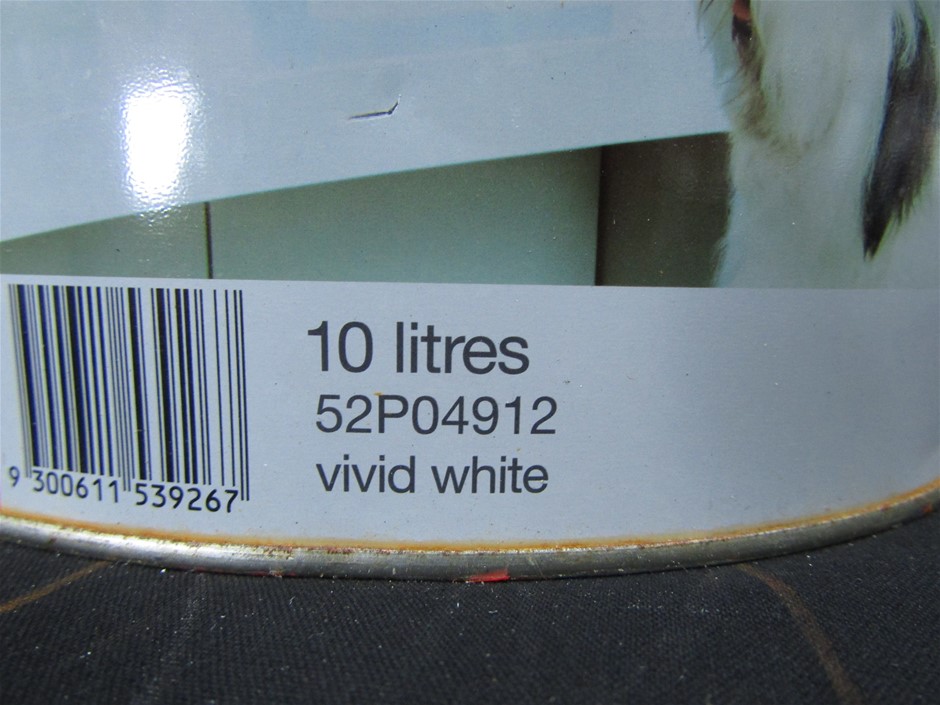 10 litres
52P04912
vivid white
9 300611 539267